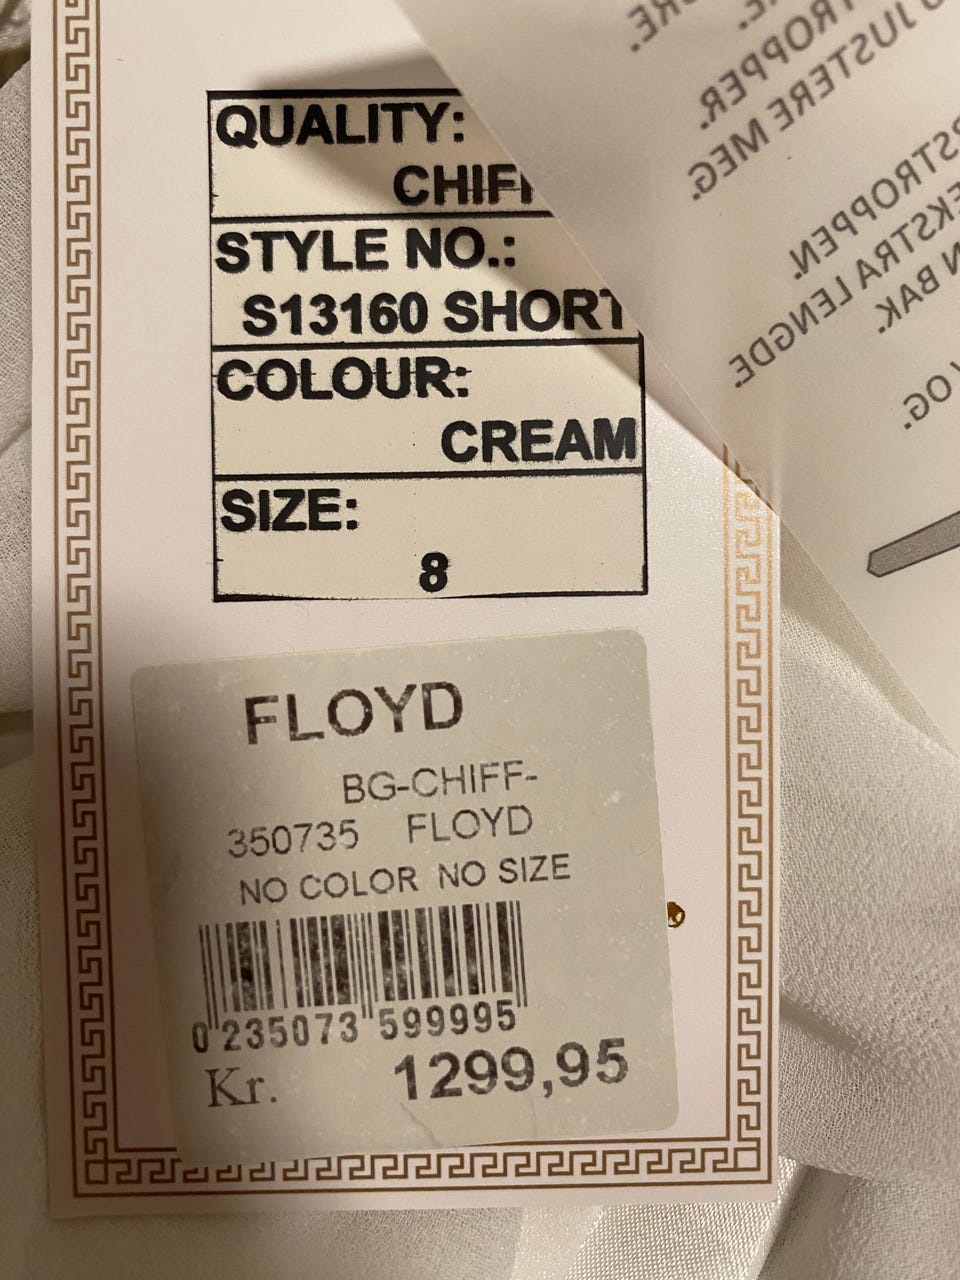 QUALITY:
STYLE NO.:
S13160 SHORT
COLOUR:
CREAM
SIZE:
8
FLOYD
BG-CHIFF-
350735 FLOYD
NO COLOR NO SIZE
0 235073 599995
Kr. 1299,95
JUSTERE
MEG.
STROPPEN.
EKSTRA LENGDE
BAK.
OG.